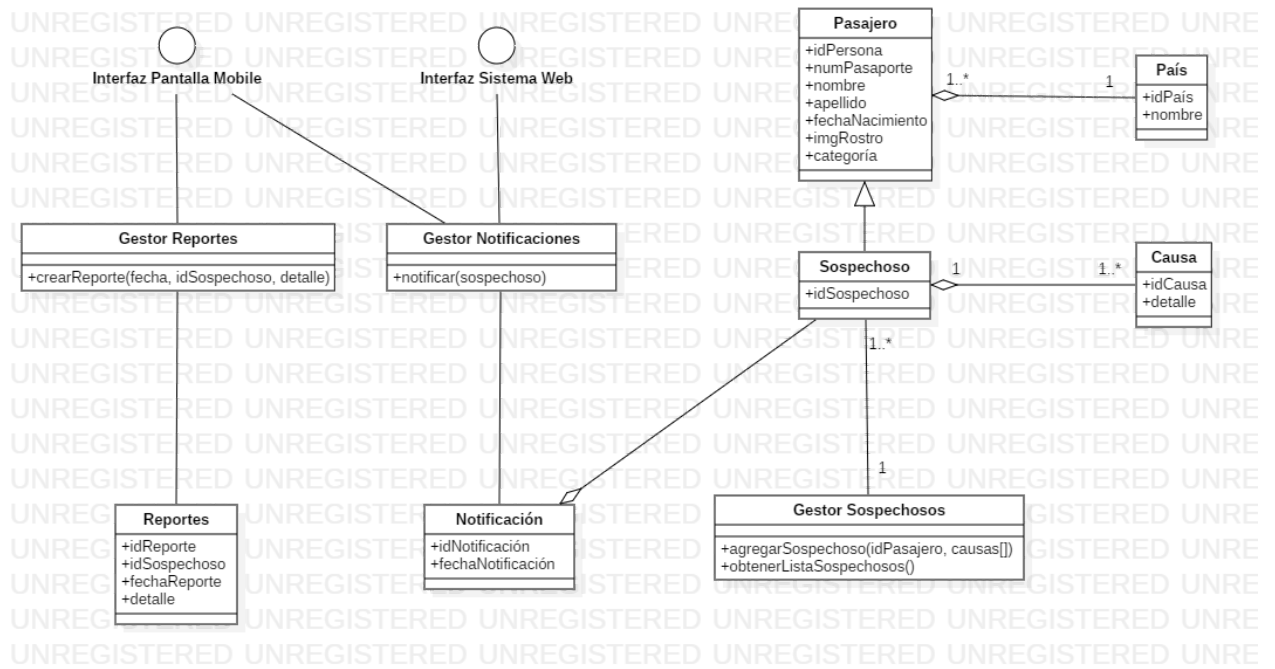 Interfaz Pantalla Mobile
Interfaz Sistema Web
Pasajero
+idPersona
+numPasaporte
+nombre
+apellido
+fechaNacimiento
+imgRostro
+categoría
1..*
1
País
+idPaís
+nombre
Gestor Reportes
+crearReporte(fecha, idSospechoso, detalle)
Gestor Notificaciones
+notificar(sospechoso)
Sospechoso
+idSospechoso
1
1..*
Causa
+idCausa
+detalle
1..*
1
Reportes
+idReporte
+idSospechoso
+fechaReporte
+detalle
Notificación
+idNotificación
+fechaNotificación
Gestor Sospechosos
+agregarSospechoso(idPasajero, causas[])
+obtenerListaSospechosos()
UNREGISTERED